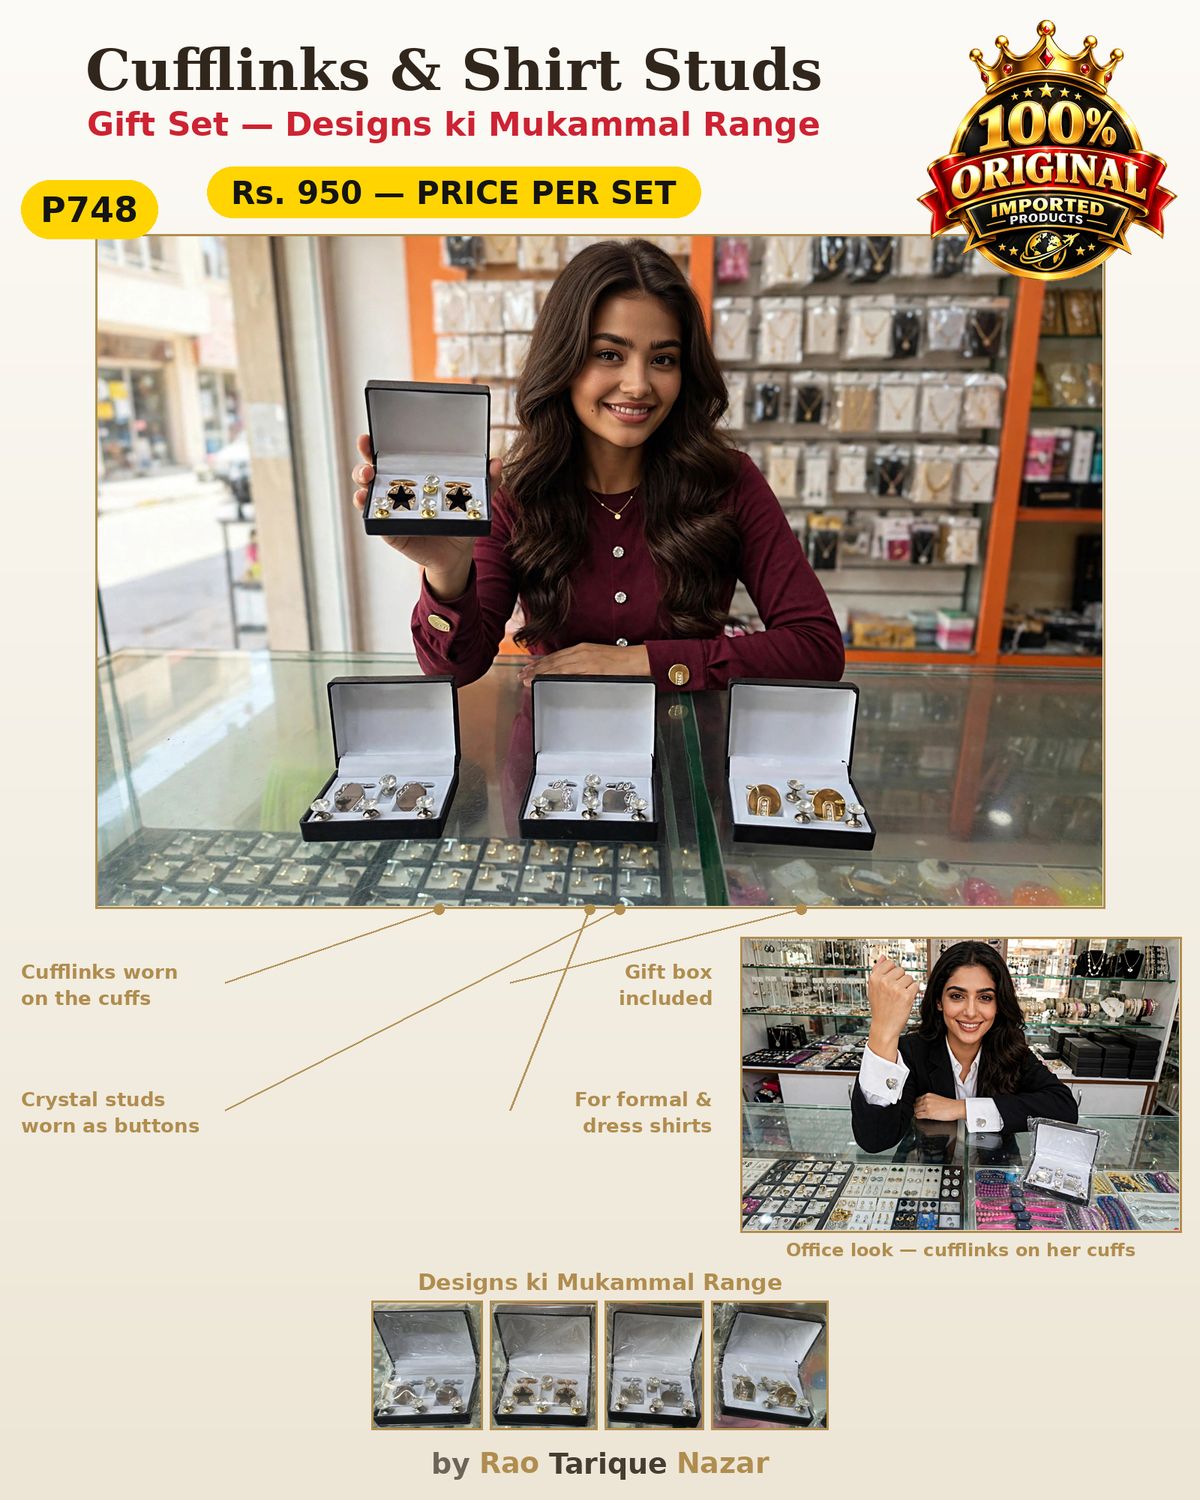 Cufflinks & Shirt Studs
Gift Set — Designs ki Mukammal Range
100%
ORIGINAL
IMPORTED
PRODUCTS
P748
Rs. 950 — PRICE PER SET
Cufflinks worn
on the cuffs
Gift box
included
Crystal studs
worn as buttons
For formal &
dress shirts
Office look — cufflinks on her cuffs
Designs ki Mukammal Range
by Rao Tarique Nazar